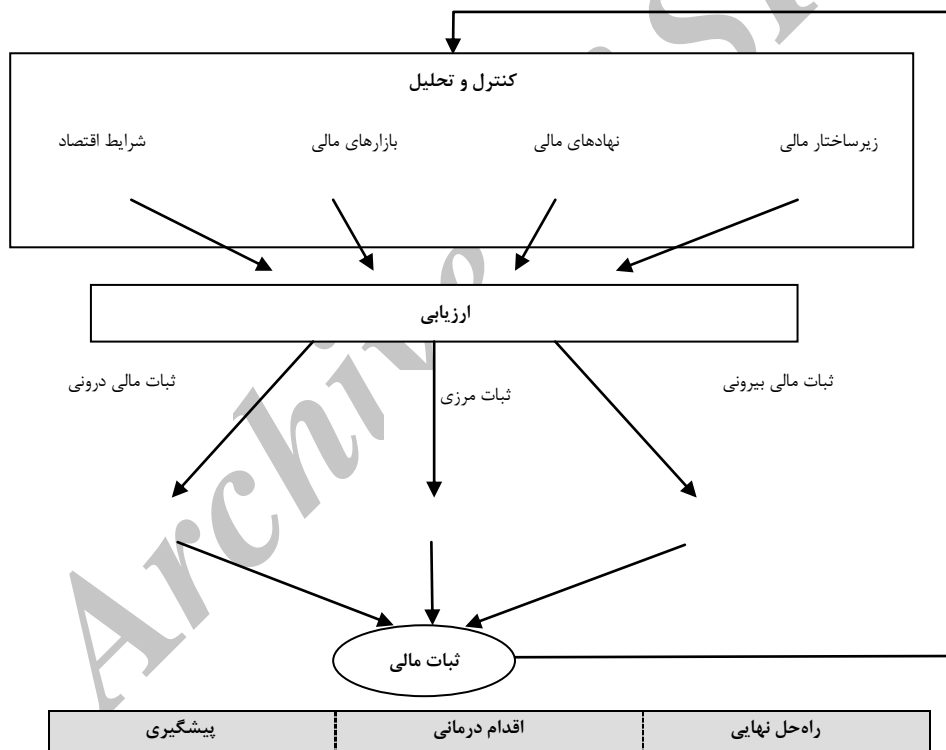 کنترل و تحلیل
زیرساختار مالی نهادهای مالی بازارهای مالی شرایط اقتصاد
ارزیابی
ثبات مالی بیرونی ثبات مرزی ثبات مالی درونی
ثبات مالی
راه‌حل نهایی اقدام درمانی پیشگیری
Archive